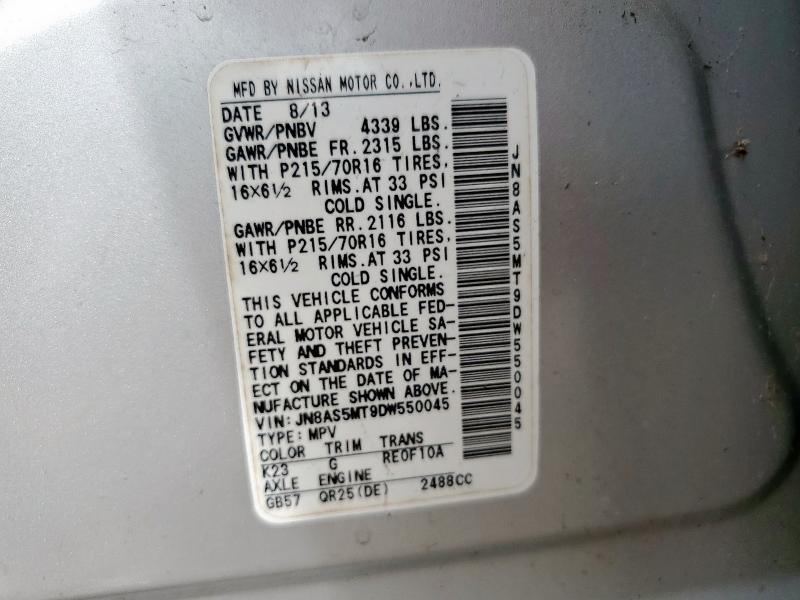 MFD BY NISSAN MOTOR CO.,LTD.
DATE 8/13
GVWR/PNBV 4339 LBS.
GAWR/PNBE FR. 2315 LBS.
WITH P215/70R16 TIRES.
16×6½ RIMS.AT 33 PSI
COLD SINGLE.
GAWR/PNBE RR. 2116 LBS.
WITH P215/70R16 TIRES.
16×6½ RIMS.AT 33 PSI
COLD SINGLE.
THIS VEHICLE CONFORMS
TO ALL APPLICABLE FED-
ERAL MOTOR VEHICLE SA-
FETY AND THEFT PREVEN-
TION STANDARDS IN EFF-
ECT ON THE DATE OF MA-
NUFACTURE SHOWN ABOVE.
VIN: JN8AS5MT9DW550045
TYPE: MPV
COLOR TRIM TRANS
K23 G RE0F10A
AXLE ENGINE
GB57 QR25(DE) 2488CC
JN8AS5MT9DW550045